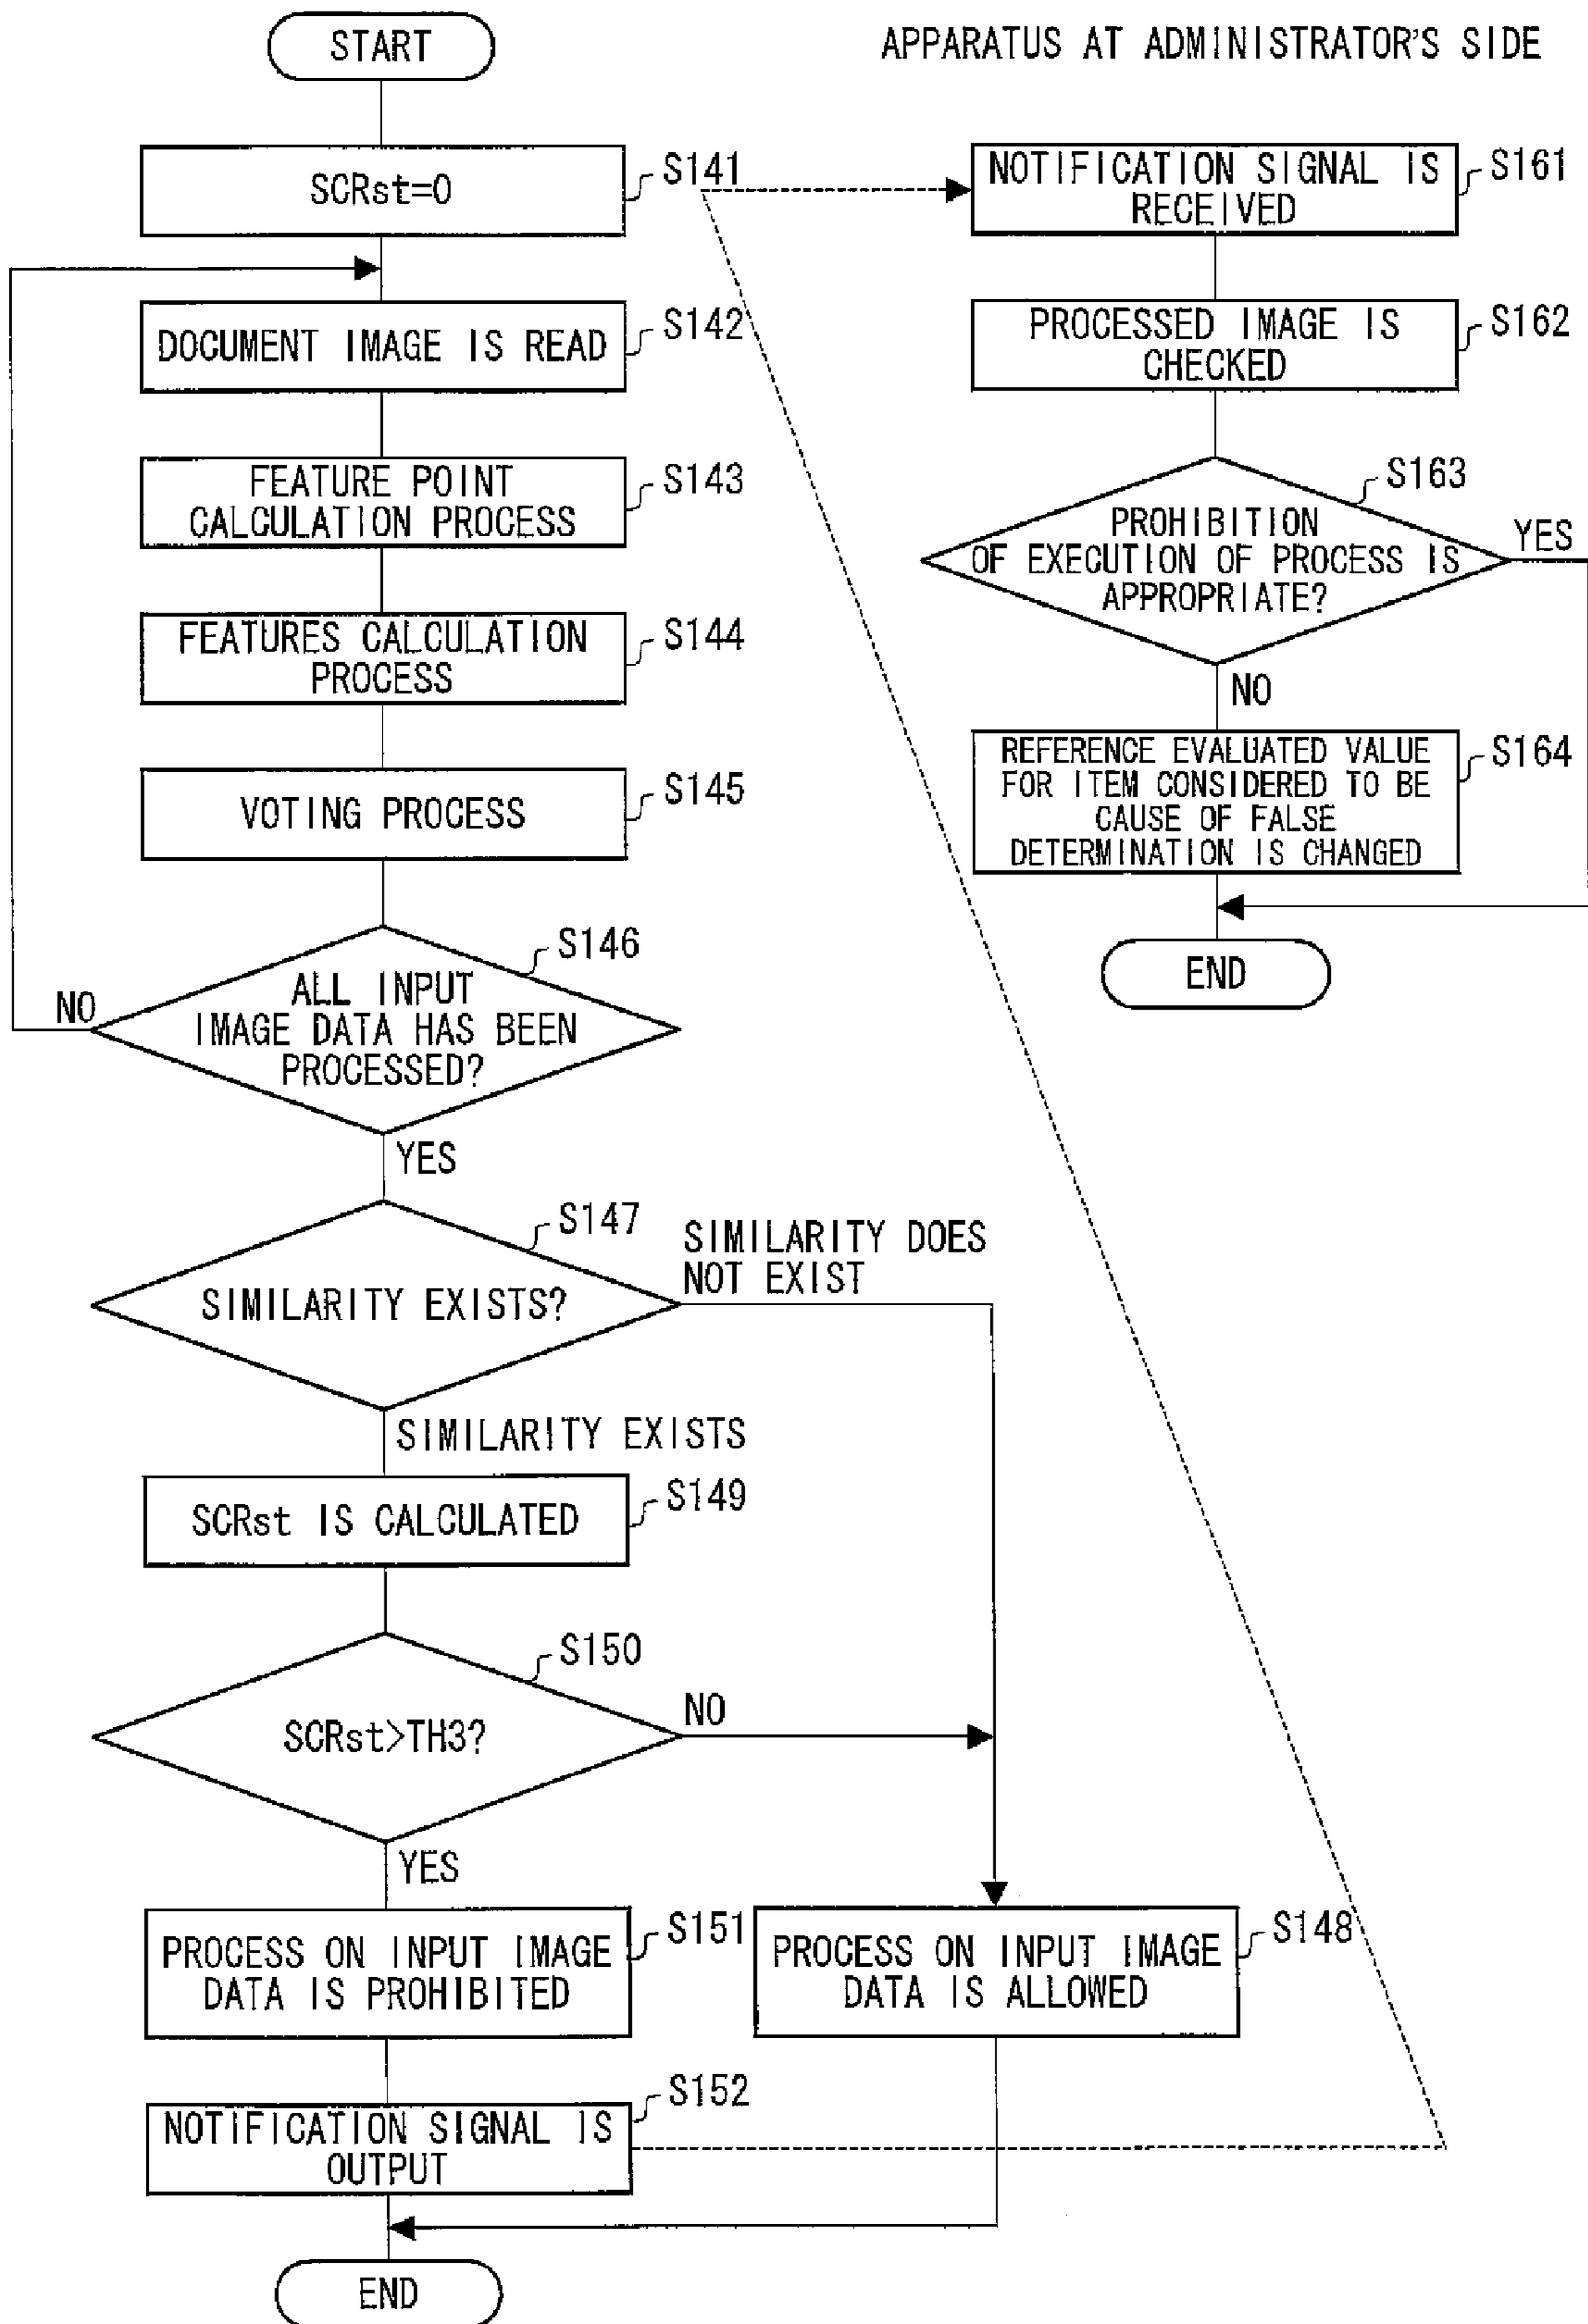 START
SCRst=0
S141
DOCUMENT IMAGE IS READ
S142
FEATURE POINT
CALCULATION PROCESS
S143
FEATURES CALCULATION
PROCESS
S144
VOTING PROCESS
S145
ALL INPUT
IMAGE DATA HAS BEEN
PROCESSED?
S146
NO
YES
SIMILARITY EXISTS?
S147
SIMILARITY DOES
NOT EXIST
SIMILARITY EXISTS
SCRst IS CALCULATED
S149
SCRst>TH3?
S150
NO
YES
PROCESS ON INPUT IMAGE
DATA IS PROHIBITED
S151
PROCESS ON INPUT IMAGE
DATA IS ALLOWED
S148
NOTIFICATION SIGNAL IS
OUTPUT
S152
END
APPARATUS AT ADMINISTRATOR'S SIDE
NOTIFICATION SIGNAL IS
RECEIVED
S161
PROCESSED IMAGE IS
CHECKED
S162
PROHIBITION
OF EXECUTION OF PROCESS IS
APPROPRIATE?
S163
YES
NO
REFERENCE EVALUATED VALUE
FOR ITEM CONSIDERED TO BE
CAUSE OF FALSE
DETERMINATION IS CHANGED
S164
END